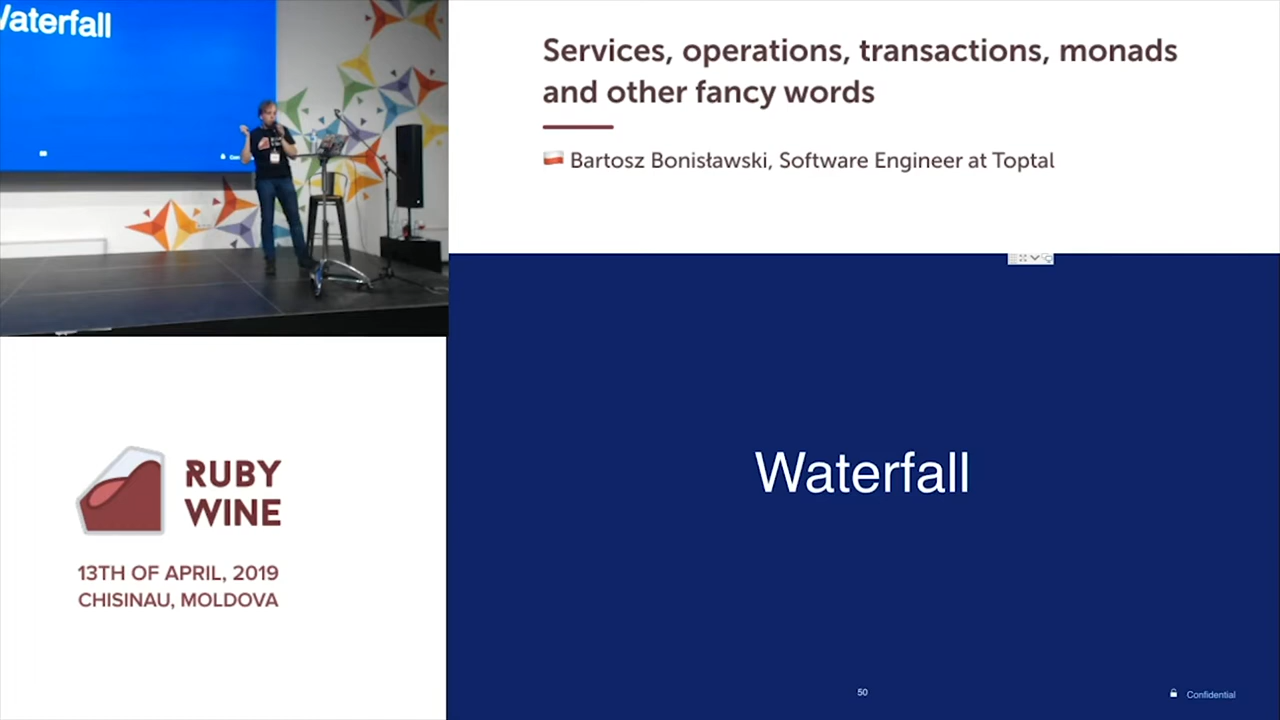 Waterfall
Services, operations, transactions, monads
and other fancy words
Bartosz Bonisławski, Software Engineer at Toptal
RUBY
WINE
13TH OF APRIL, 2019
CHISINAU, MOLDOVA
Waterfall
50
Confidential